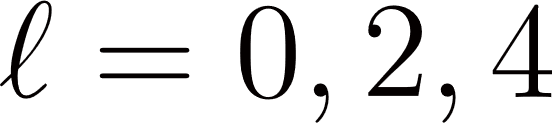 ℓ = 0, 2, 4